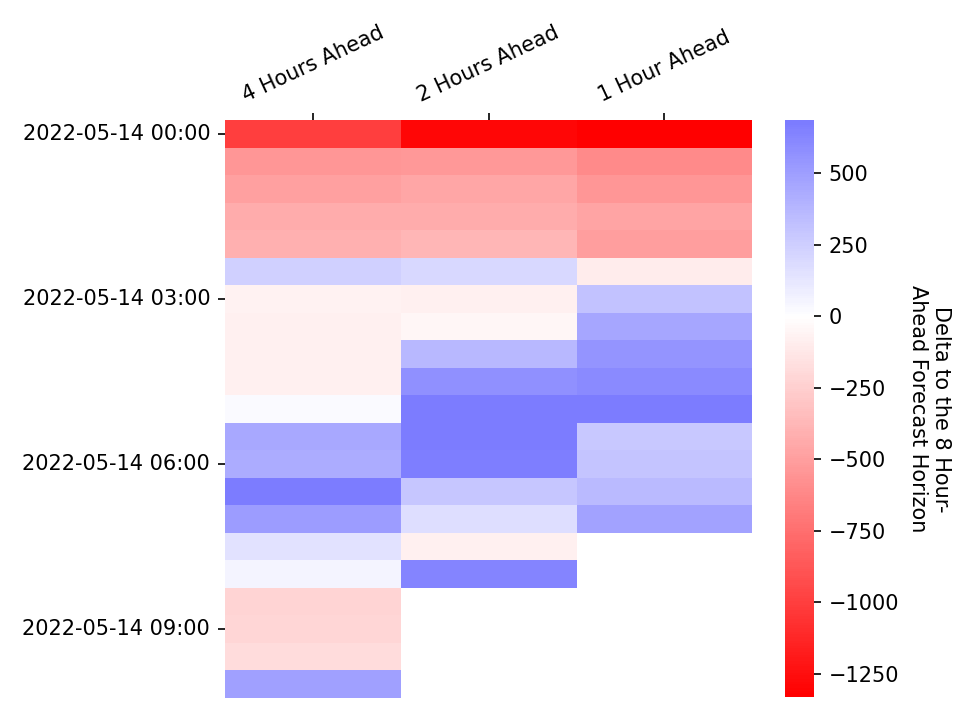 4 Hours Ahead
2 Hours Ahead
1 Hour Ahead
2022-05-14 00:00
2022-05-14 03:00
2022-05-14 06:00
2022-05-14 09:00
500
250
0
−250
−500
−750
−1000
−1250
Delta to the 8 Hour-
Ahead Forecast Horizon